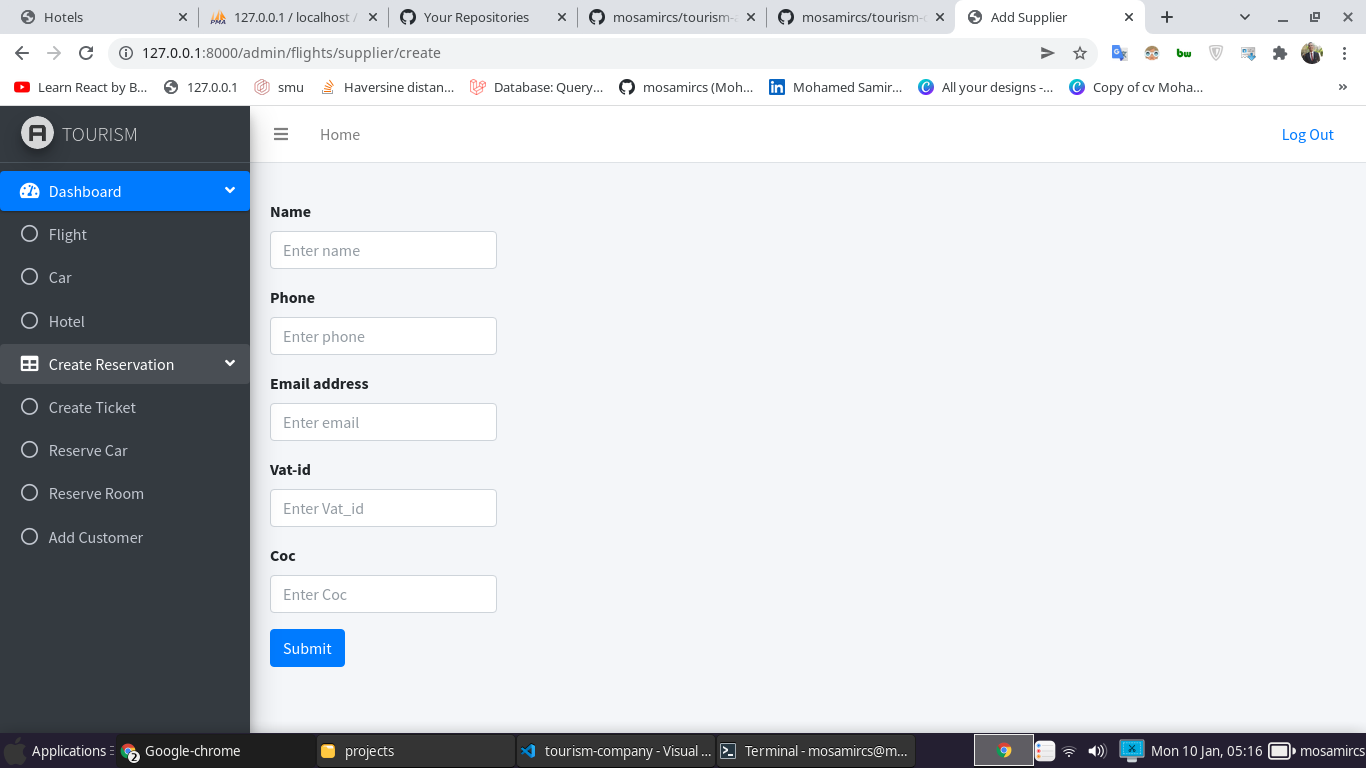 Hotels
127.0.0.1 / localhost /
Your Repositories
mosamircs/tourism-a
mosamircs/tourism-c
Add Supplier
127.0.0.1:8000/admin/flights/supplier/create
Learn React by B...
127.0.0.1
smu
Haversine distan...
Database: Query...
mosamircs (Moh...
Mohamed Samir...
All your designs -...
Copy of cv Moha...
»
TOURISM
Home
Log Out
Dashboard
Flight
Car
Hotel
Create Reservation
Create Ticket
Reserve Car
Reserve Room
Add Customer
Name
Enter name
Phone
Enter phone
Email address
Enter email
Vat-id
Enter Vat_id
Coc
Enter Coc
Submit
Applications
2
Google-chrome
projects
tourism-company - Visual ...
Terminal - mosamircs@m...
Mon 10 Jan, 05:16
mosamircs